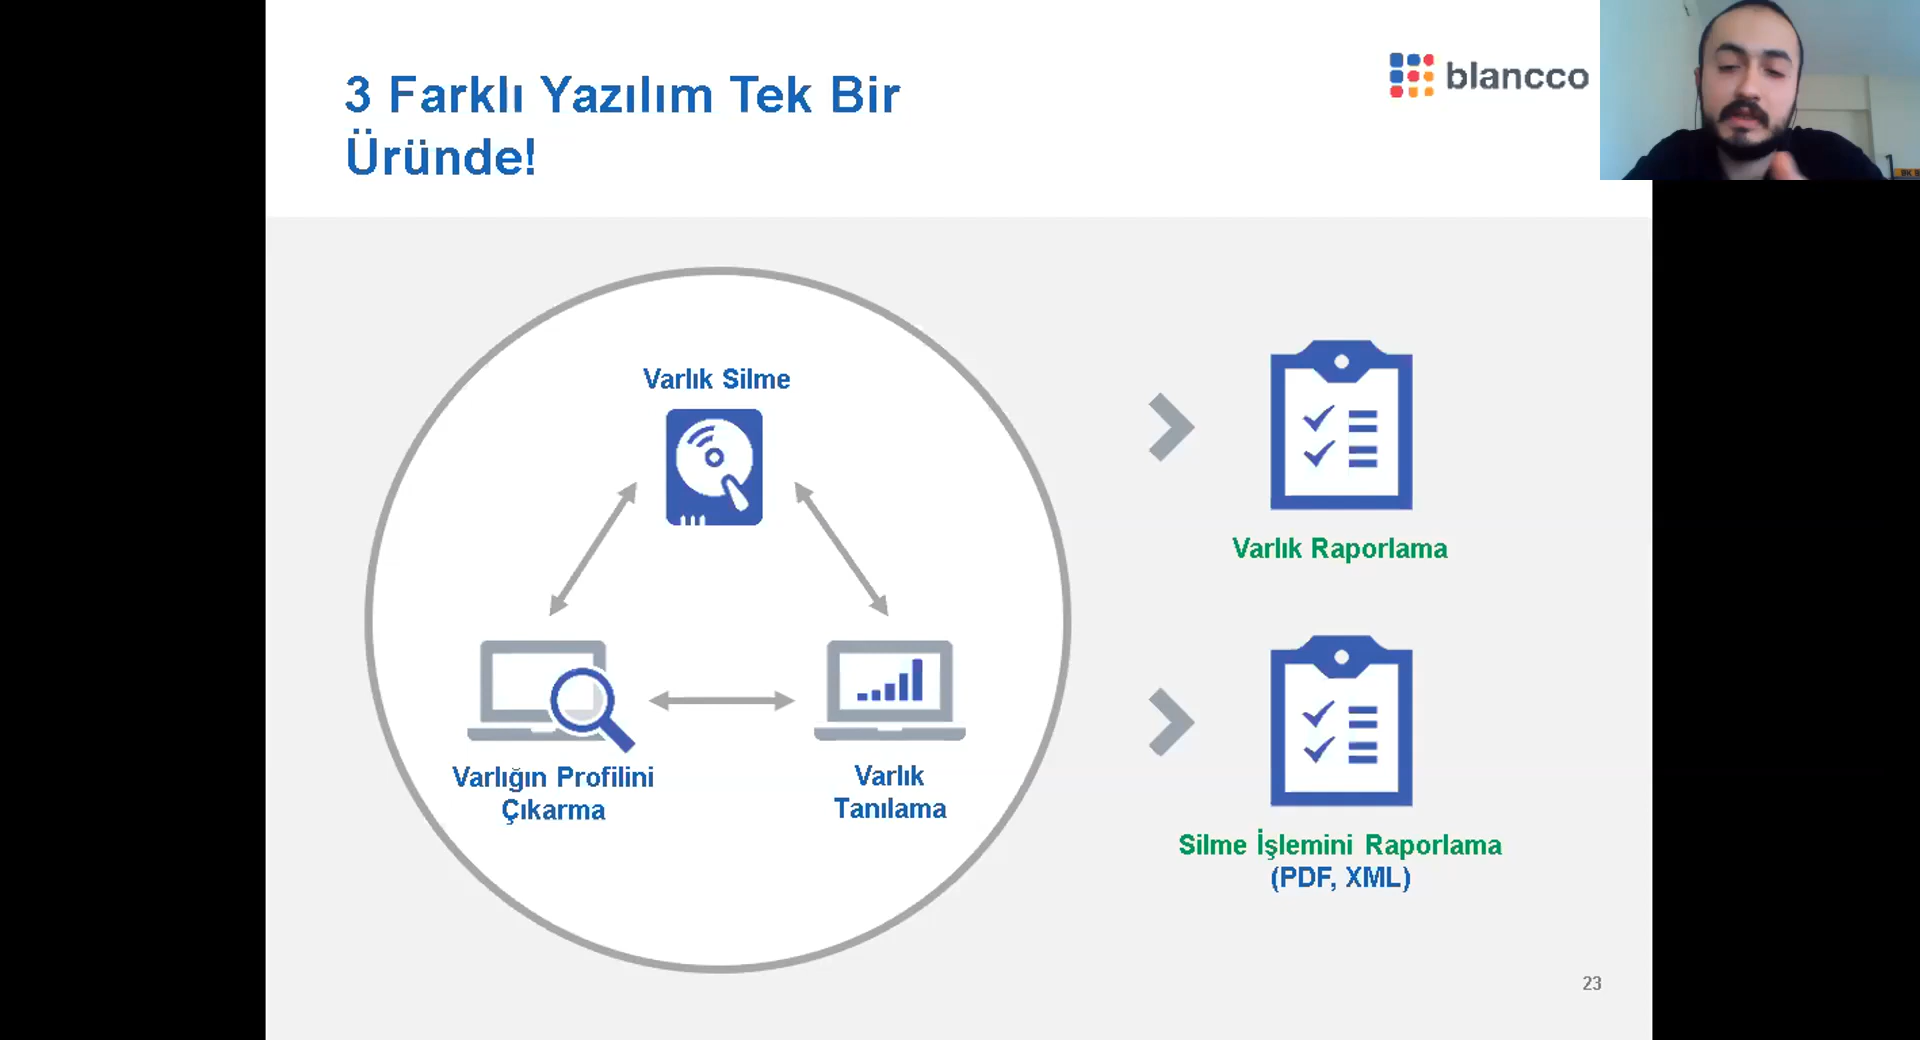 3 Farklı Yazılım Tek Bir
Üründe!
blancco
Varlık Silme
Varlığın Profilini
Çıkarma
Varlık
Tanılama
Varlık Raporlama
Silme İşlemini Raporlama
(PDF, XML)
23